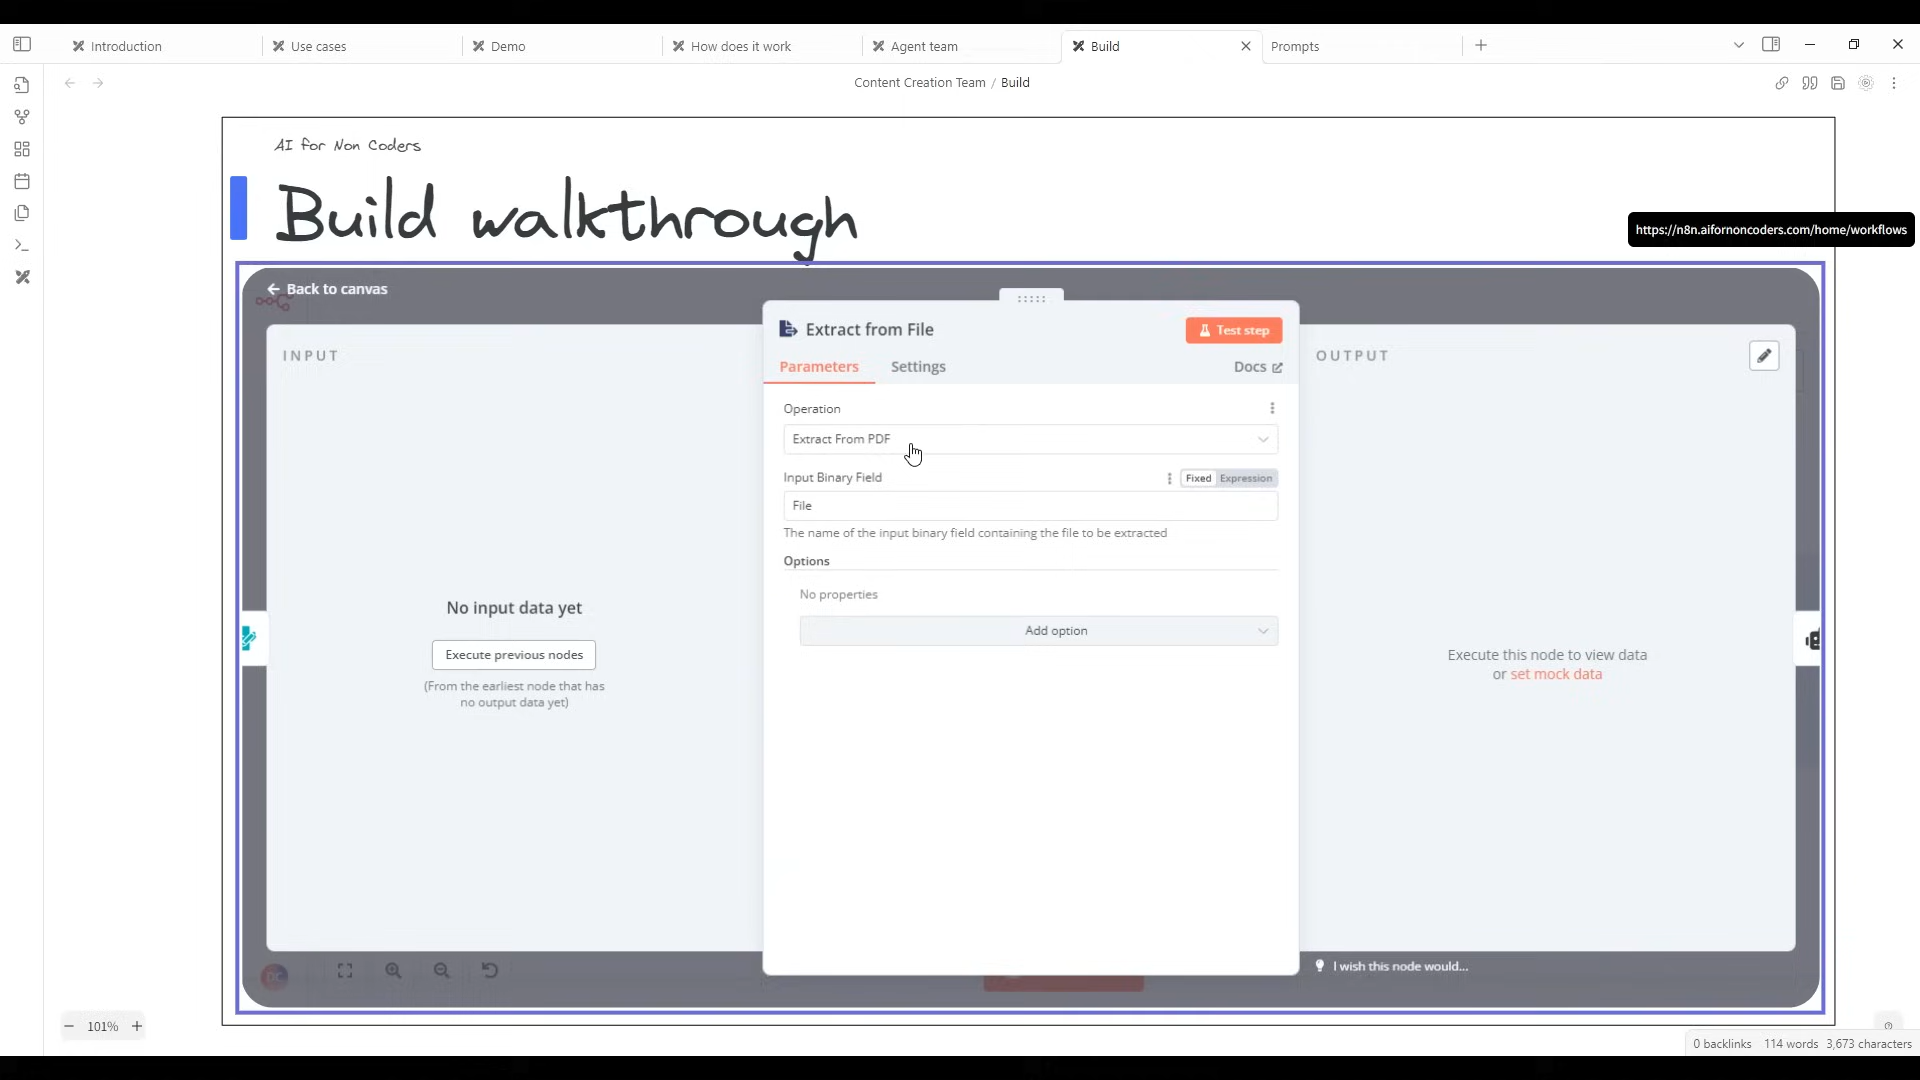 Introduction
Use cases
Demo
How does it work
Agent team
Build
Prompts
Content Creation Team / Build
AI for Non Coders
Build walkthrough
https://n8n.aifornoncoders.com/home/workflows
Back to canvas
INPUT
Extract from File
Test step
OUTPUT
Parameters
Settings
Docs
Operation
Extract From PDF
Input Binary Field
Fixed
Expression
File
The name of the input binary field containing the file to be extracted
Options
No properties
Add option
No input data yet
Execute previous nodes
(From the earliest node that has
no output data yet)
Execute this node to view data
or set mock data
I wish this node would...
101%
0 backlinks 114 words 3,673 characters